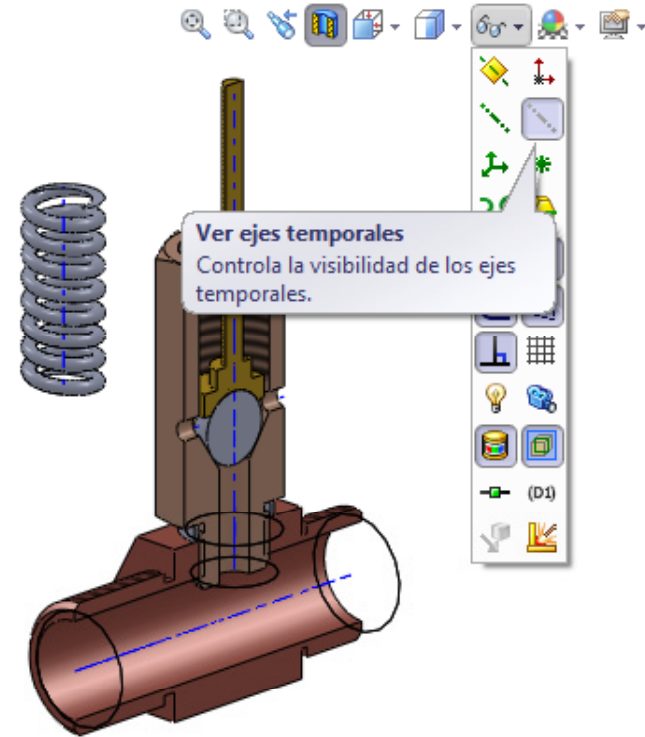 Ver ejes temporales
Controla la visibilidad de los ejes
temporales.
(D1)